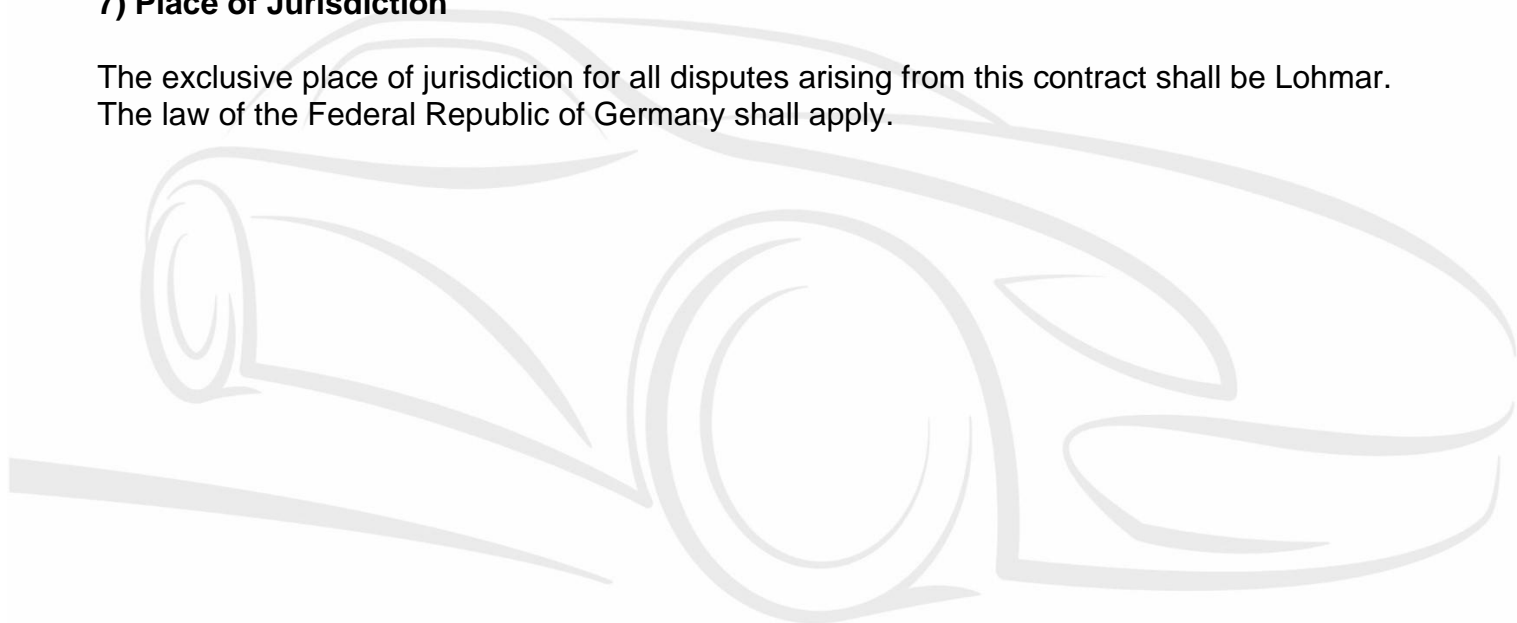 7) Place of Jurisdiction
The exclusive place of jurisdiction for all disputes arising from this contract shall be Lohmar.
The law of the Federal Republic of Germany shall apply.